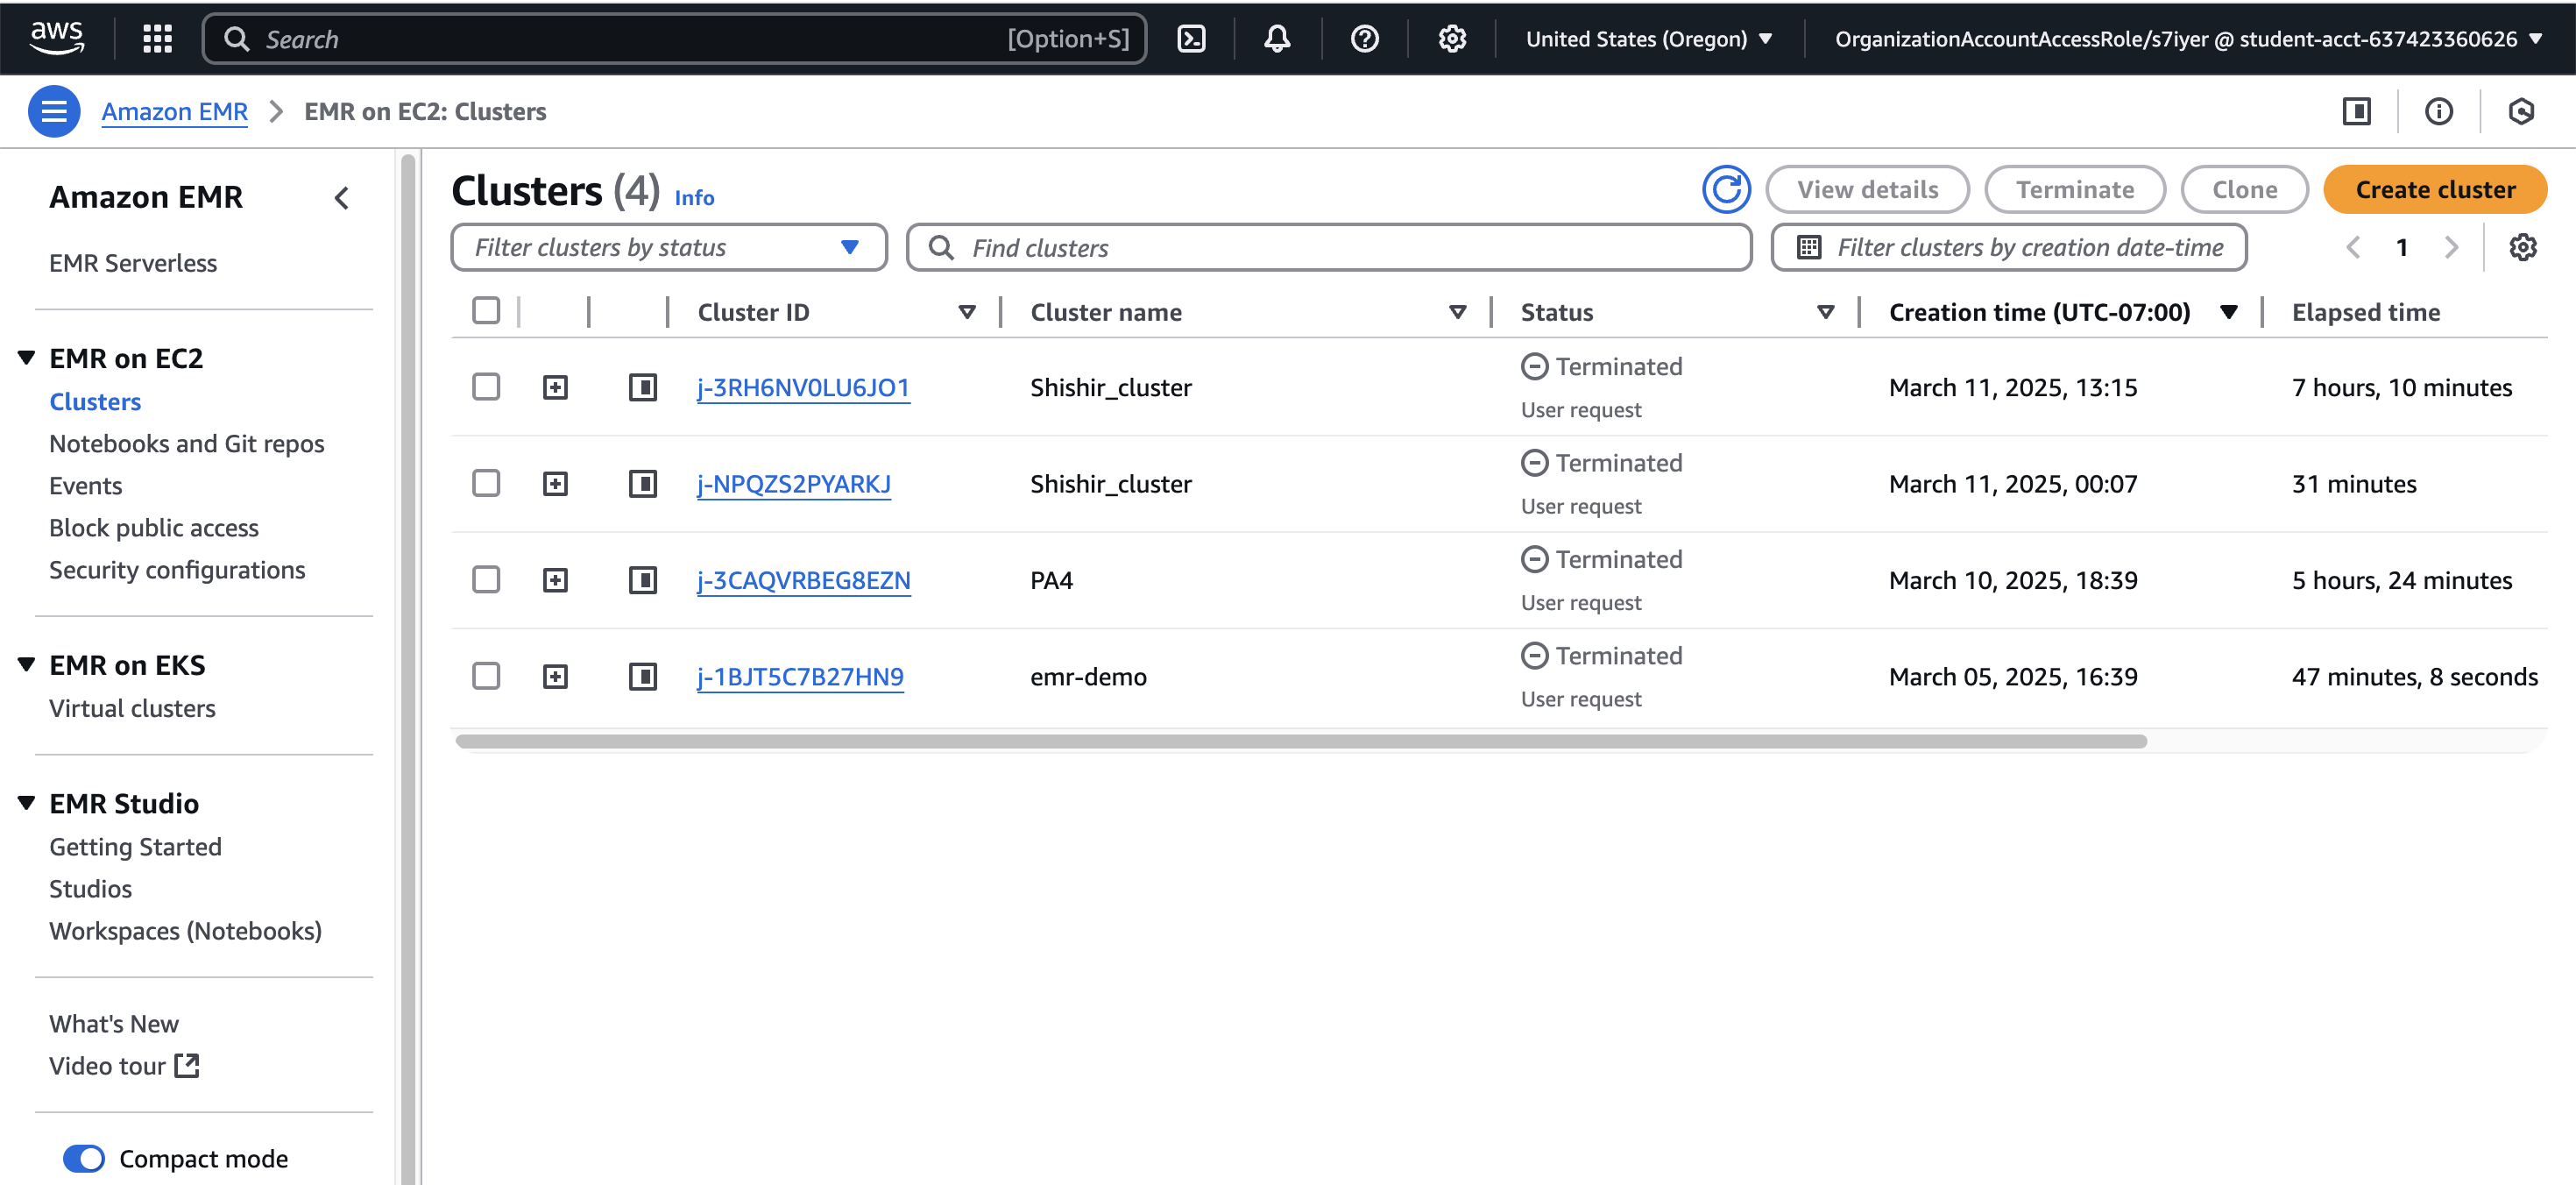 aws
Search [Option+S] United States (Oregon) OrganizationAccountAccessRole/s7iyer @ student-acct-637423360626
Amazon EMR EMR on EC2: Clusters
Amazon EMR
EMR Serverless
EMR on EC2
Clusters
Notebooks and Git repos
Events
Block public access
Security configurations
EMR on EKS
Virtual clusters
EMR Studio
Getting Started
Studios
Workspaces (Notebooks)
What's New
Video tour
Compact mode
Clusters (4) Info View details Terminate Clone Create cluster
Filter clusters by status Find clusters Filter clusters by creation date-time 1
Cluster ID Cluster name Status Creation time (UTC-07:00) Elapsed time
j-3RH6NV0LU6JO1 Shishir_cluster Terminated March 11, 2025, 13:15 7 hours, 10 minutes
User request
j-NPQZS2PYARKJ Shishir_cluster Terminated March 11, 2025, 00:07 31 minutes
User request
j-3CAQVRBEG8EZN PA4 Terminated March 10, 2025, 18:39 5 hours, 24 minutes
User request
j-1BJT5C7B27HN9 emr-demo Terminated March 05, 2025, 16:39 47 minutes, 8 seconds
User request